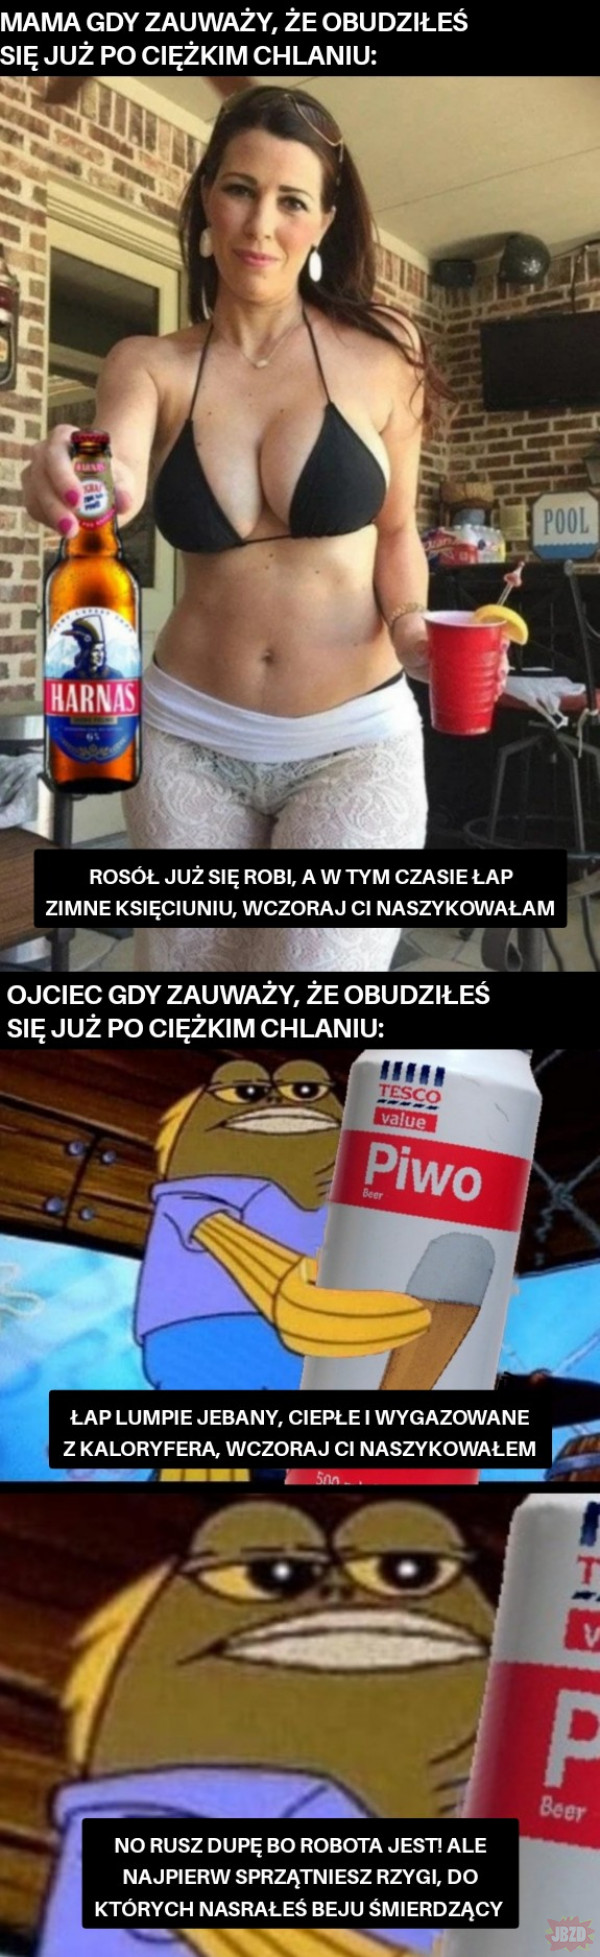 MAMA GDY ZAUWAŻY, ŻE OBUDZIŁEŚ
SIĘ JUŻ PO CIĘŻKIM CHLANIU:
POOL
HARNAŚ
6%
ROSÓŁ JUŻ SIĘ ROBI, A W TYM CZASIE ŁAP
ZIMNE KSIĘCIUNIU, WCZORAJ CI NASZYKOWAŁAM
OJCIEC GDY ZAUWAŻY, ŻE OBUDZIŁEŚ
SIĘ JUŻ PO CIĘŻKIM CHLANIU:
TESCO
value
Piwo
Beer
ŁAP LUMPIE JEBANY, CIEPŁE I WYGAZOWANE
Z KALORYFERA, WCZORAJ CI NASZYKOWAŁEM
500
T
V
P
Beer
NO RUSZ DUPĘ BO ROBOTA JEST! ALE
NAJPIERW SPRZĄTNIESZ RZYGI, DO
KTÓRYCH NASRAŁEŚ BEJU ŚMIERDZĄCY
JBZD